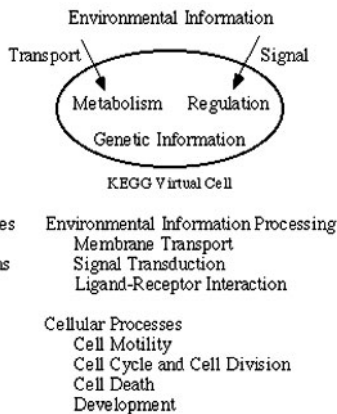 Environmental Information
Transport Signal
Metabolism Regulation
Genetic Information
KEGG Virtual Cell
Environmental Information Processing
Membrane Transport
Signal Transduction
Ligand-Receptor Interaction
Cellular Processes
Cell Motility
Cell Cycle and Cell Division
Cell Death
Development